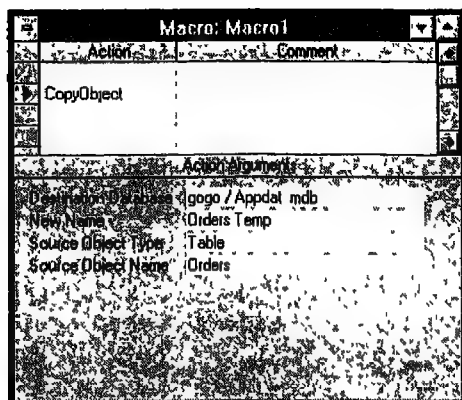 Macro: Macro1
Action Comment
CopyObject
Action Arguments
Destination Database gogo / Appdat mdb
New Name Orders Temp
Source Object Type Table
Source Object Name Orders